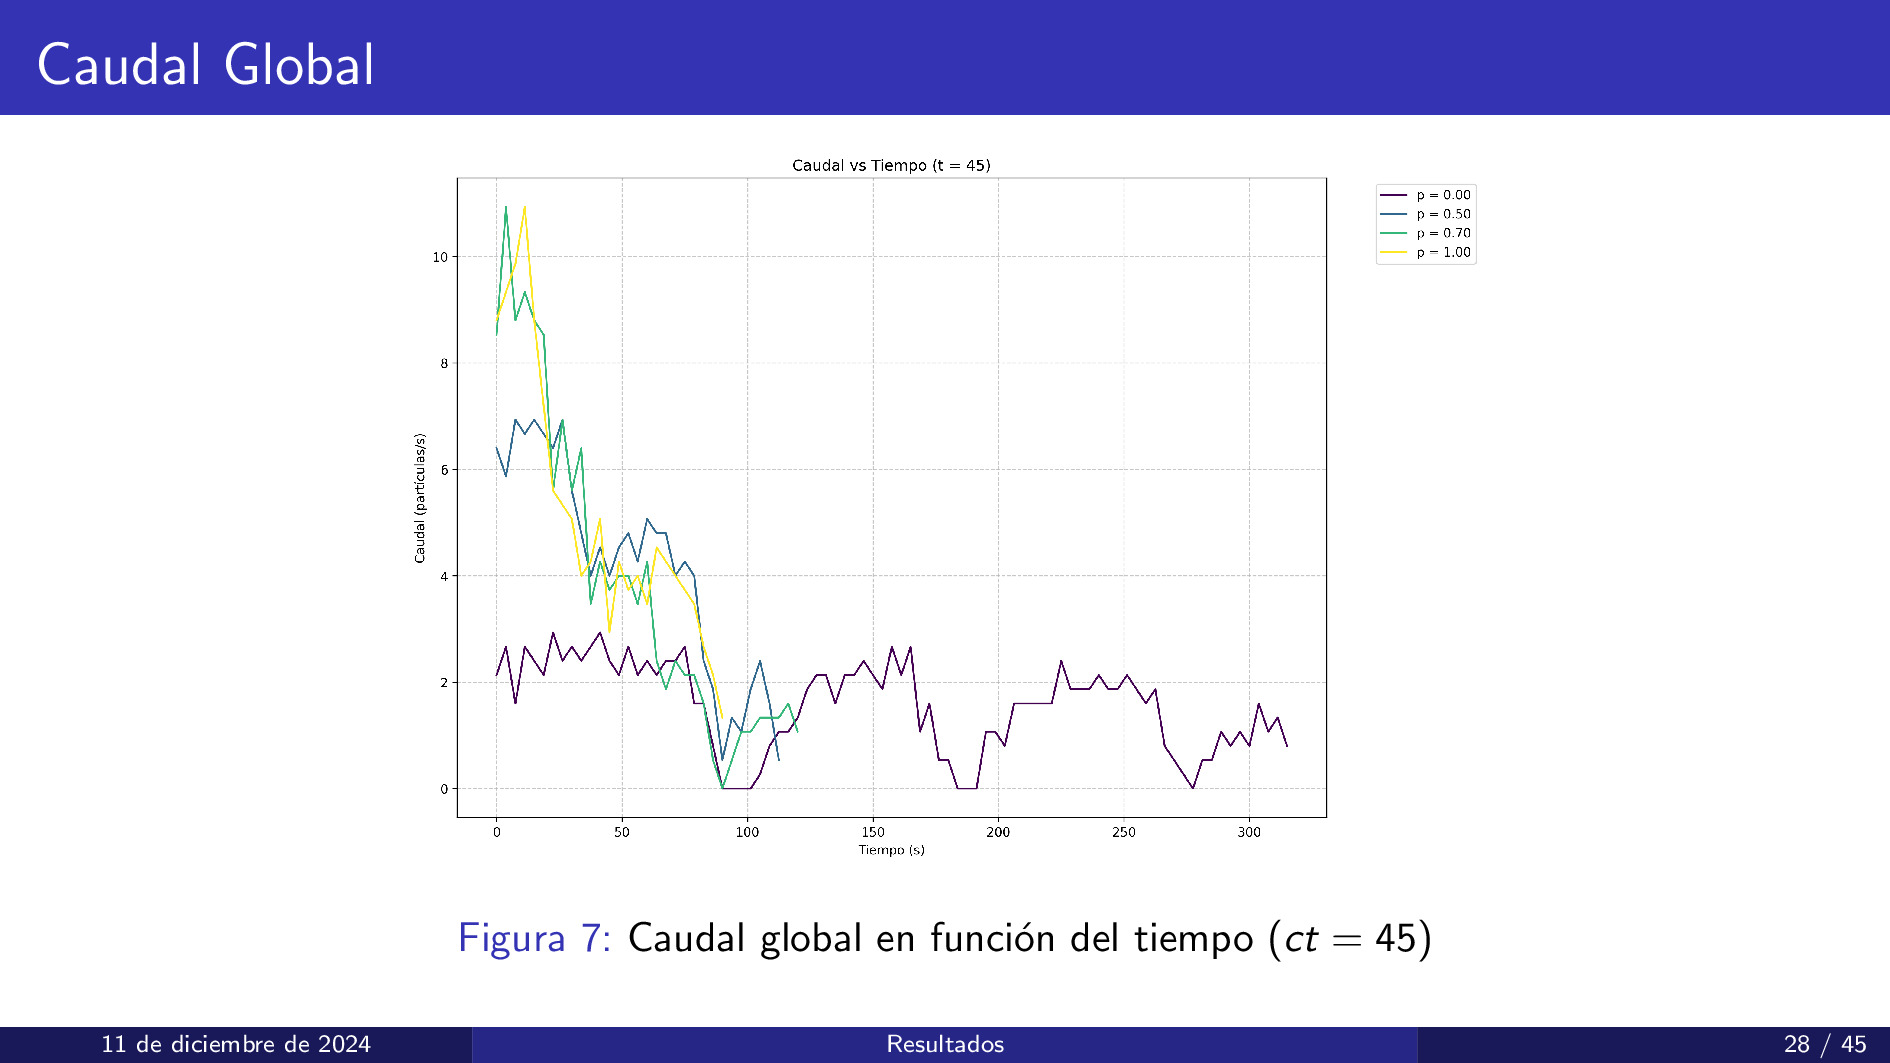 Caudal Global
Caudal vs Tiempo (t = 45)
p = 0.00
p = 0.50
p = 0.70
p = 1.00
Caudal (partículas/s)
10
8
6
4
2
0
0 50 100 150 200 250 300
Tiempo (s)
Figura 7: Caudal global en función del tiempo (ct = 45)
11 de diciembre de 2024 Resultados 28 / 45